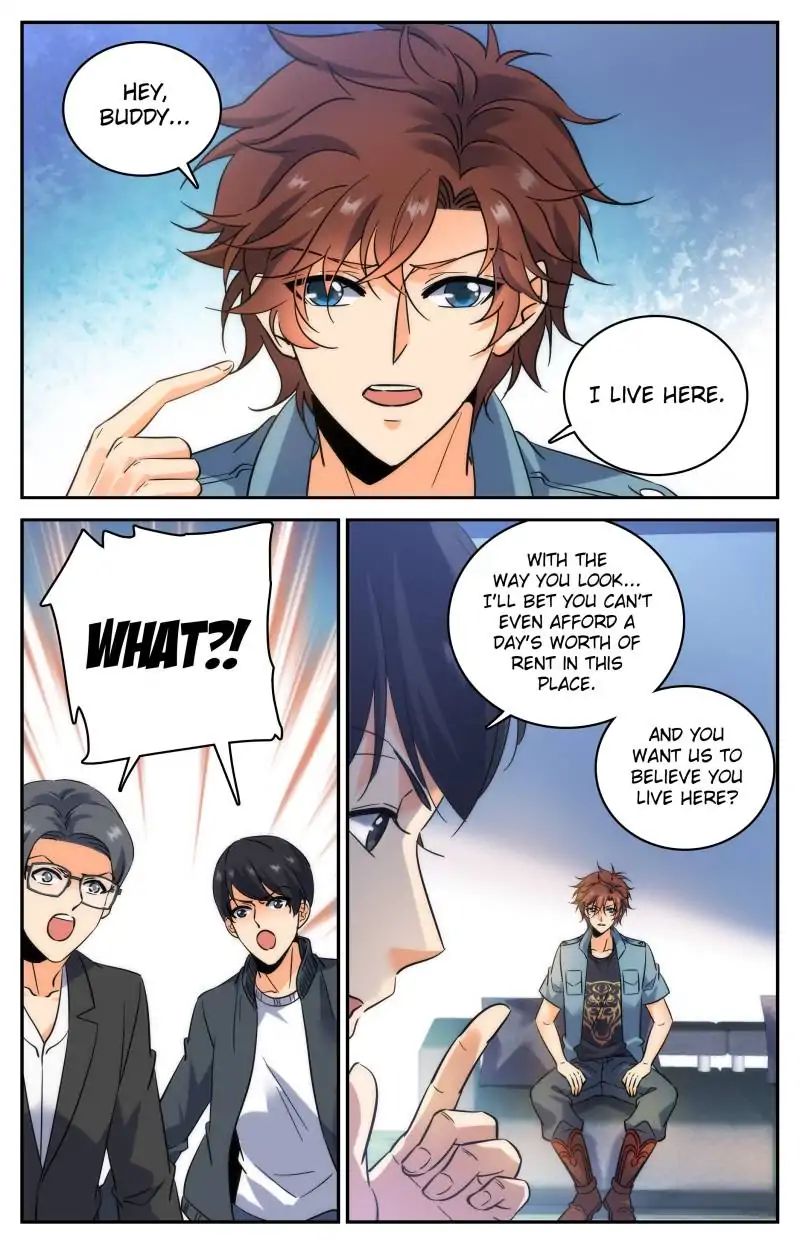 HEY,
BUDDY...
I LIVE HERE.
WHAT?!
WITH THE
WAY YOU LOOK...
I'LL BET YOU CAN'T
EVEN AFFORD A
DAY'S WORTH OF
RENT IN THIS
PLACE.
AND YOU
WANT US TO
BELIEVE YOU
LIVE HERE?